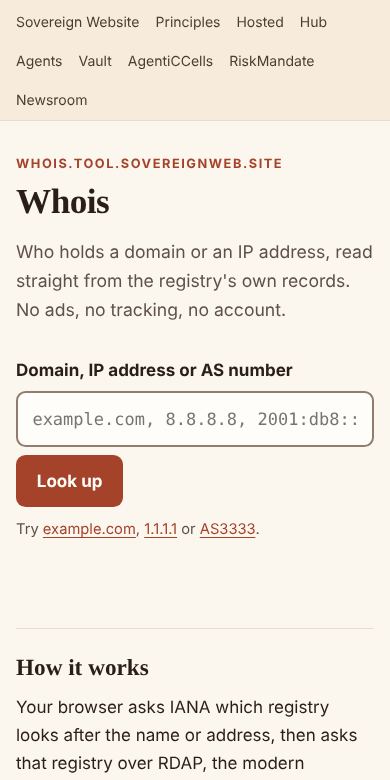 Sovereign Website Principles Hosted Hub
Agents Vault AgentiCCells RiskMandate
Newsroom
WHOIS.TOOL.SOVEREIGNWEB.SITE
Whois
Who holds a domain or an IP address, read
straight from the registry's own records.
No ads, no tracking, no account.
Domain, IP address or AS number
example.com, 8.8.8.8, 2001:db8::
Look up
Try example.com, 1.1.1.1 or AS3333.
How it works
Your browser asks IANA which registry
looks after the name or address, then asks
that registry over RDAP, the modern